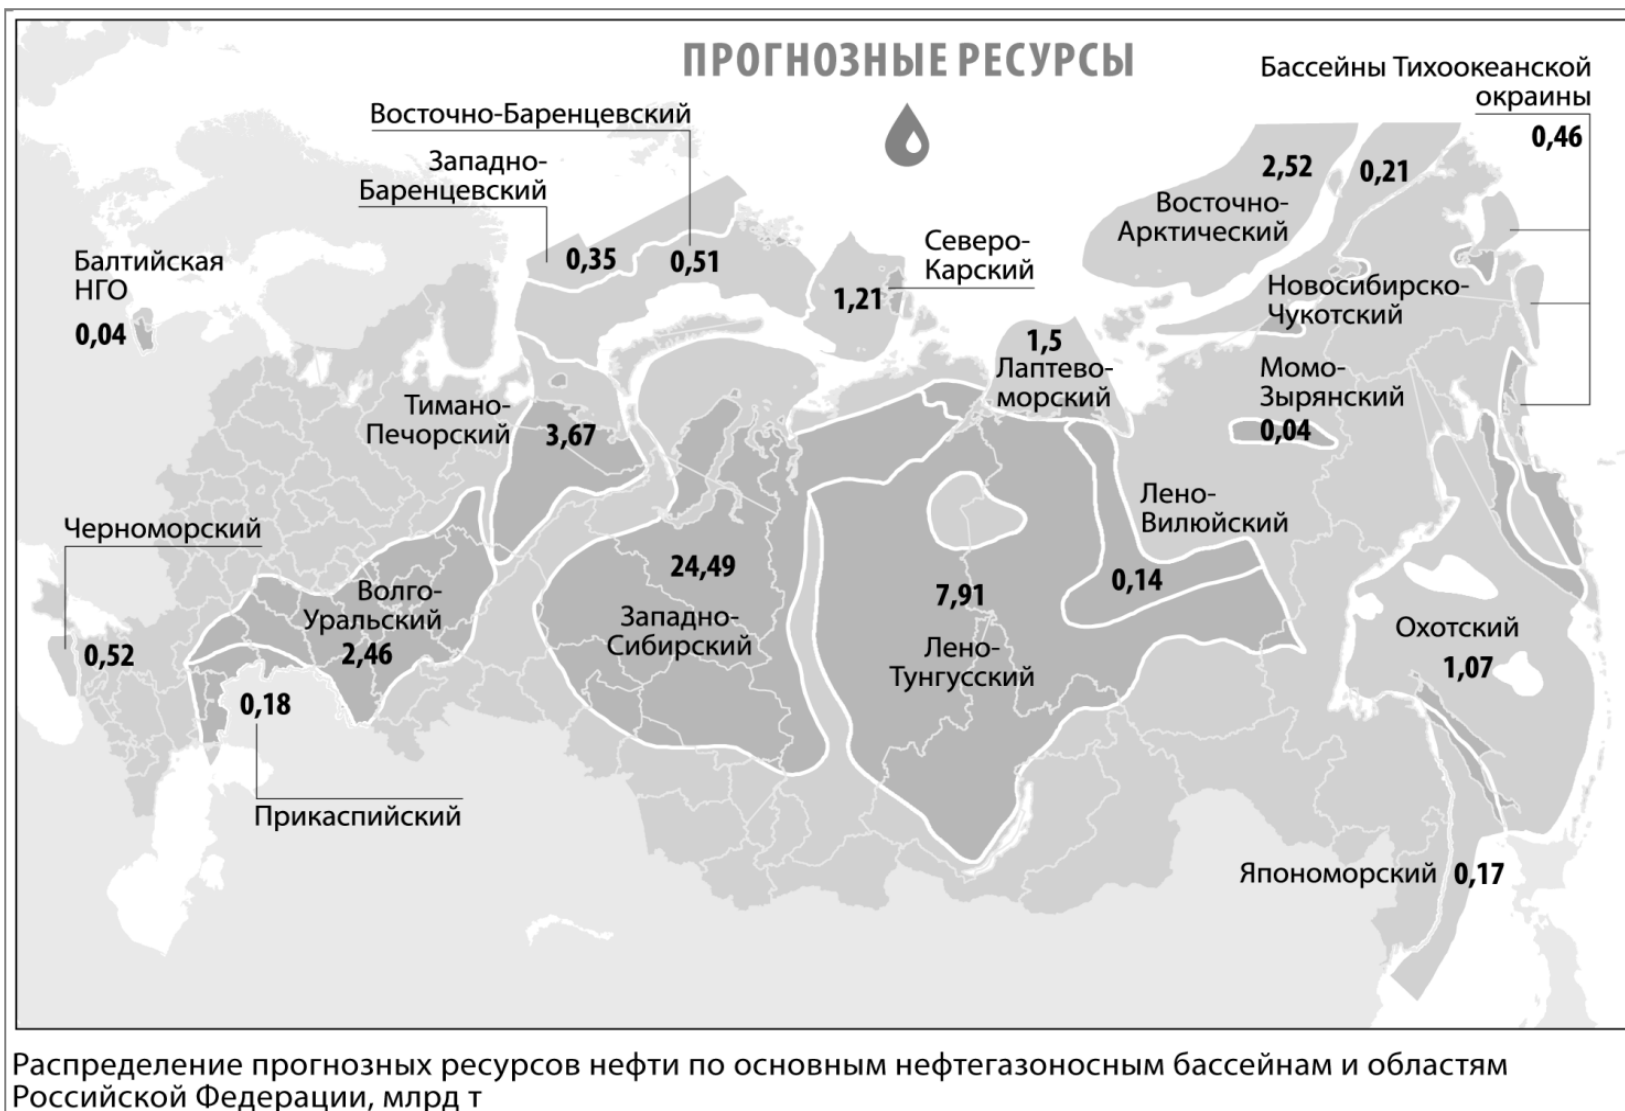 ПРОГНОЗНЫЕ РЕСУРСЫ
Бассейны Тихоокеанской
окраины
0,46
Восточно-Баренцевский
Западно-
Баренцевский
0,35
0,51
2,52
Восточно-
Арктический
0,21
Северо-
Карский
1,21
Балтийская
НГО
0,04
Новосибирско-
Чукотский
1,5
Лаптево-
морский
Момо-
Зырянский
0,04
Тимано-
Печорский
3,67
Лено-
Вилюйский
0,14
Черноморский
0,52
24,49
Западно-
Сибирский
7,91
Лено-
Тунгусский
Волго-
Уральский
2,46
Охотский
1,07
0,18
Прикаспийский
Япономорский 0,17
Распределение прогнозных ресурсов нефти по основным нефтегазоносным бассейнам и областям
Российской Федерации, млрд т